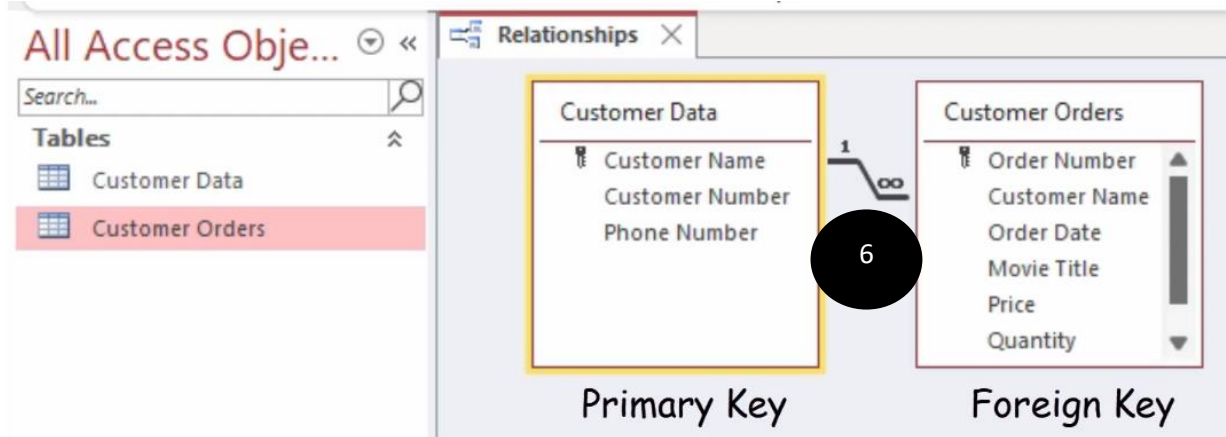 All Access Obje...
Search...
Tables
Customer Data
Customer Orders
Relationships
Customer Data
Customer Name
Customer Number
Phone Number
1
∞
6
Customer Orders
Order Number
Customer Name
Order Date
Movie Title
Price
Quantity
Primary Key
Foreign Key